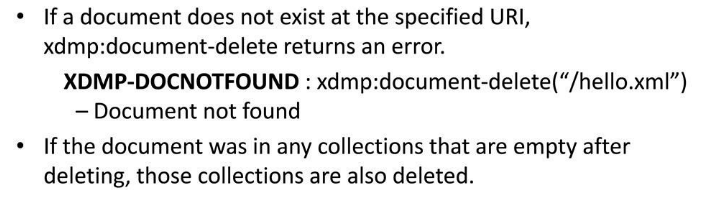 • If a document does not exist at the specified URI,
xdmp:document-delete returns an error.
XDMP-DOCNOTFOUND : xdmp:document-delete(“/hello.xml”)
– Document not found
• If the document was in any collections that are empty after
deleting, those collections are also deleted.